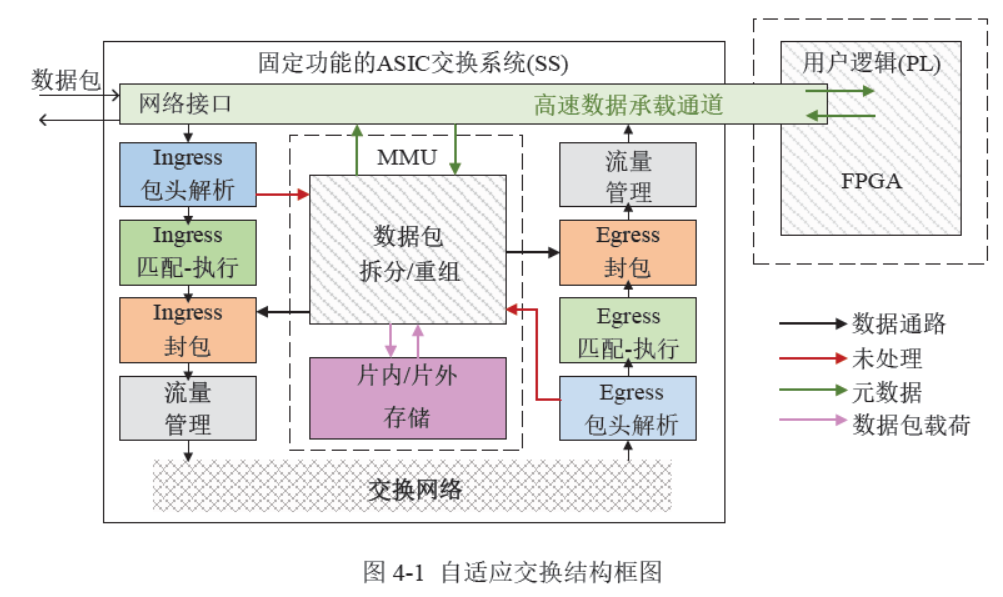 固定功能的ASIC交换系统(SS)
用户逻辑(PL)
数据包
网络接口
高速数据承载通道
Ingress
包头解析
MMU
流量
管理
FPGA
Ingress
匹配-执行
数据包
拆分/重组
Egress
封包
Ingress
封包
Egress
匹配-执行
数据通路
未处理
元数据
数据包载荷
流量
管理
片内/片外
存储
Egress
包头解析
交换网络
图 4-1 自适应交换结构框图